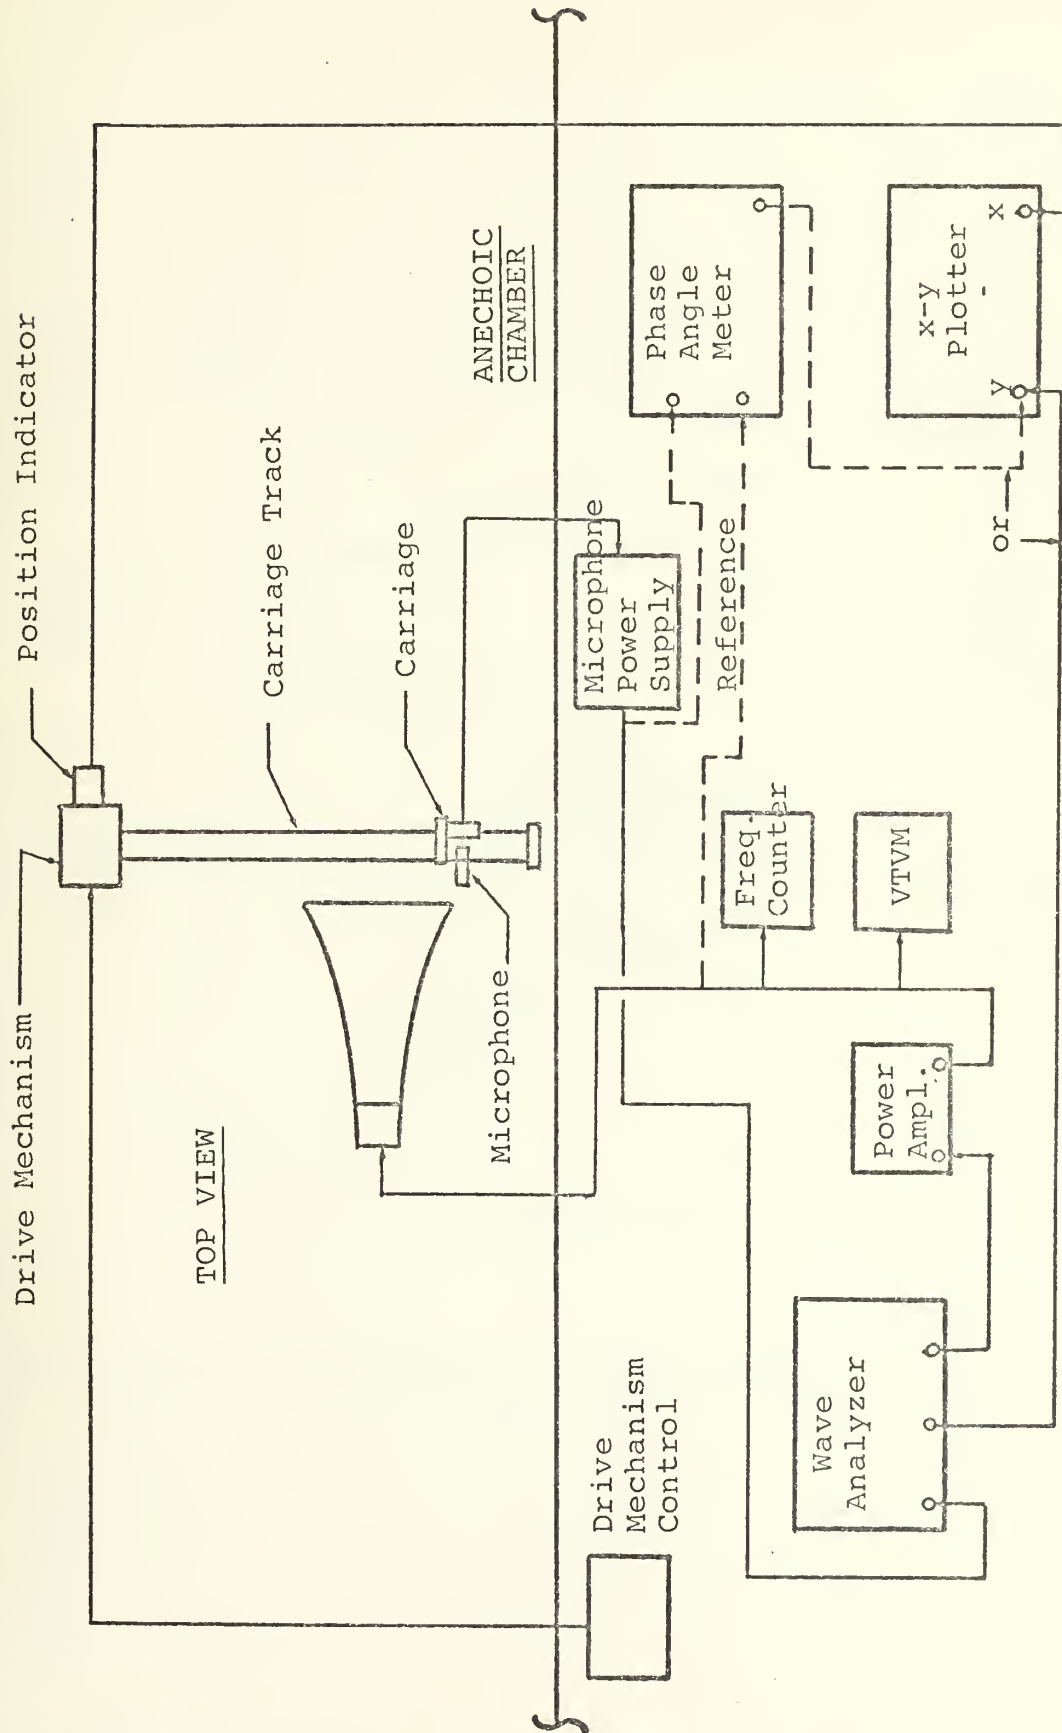 Drive Mechanism
Position Indicator
Carriage Track
Carriage
TOP VIEW
Microphone
ANECHOIC
CHAMBER
Drive
Mechanism
Control
Microphone
Power
Supply
Reference
Phase
Angle
Meter
Freq.
Counter
VTVM
Wave
Analyzer
Power
Ampl.
or
x-y
Plotter
y
x